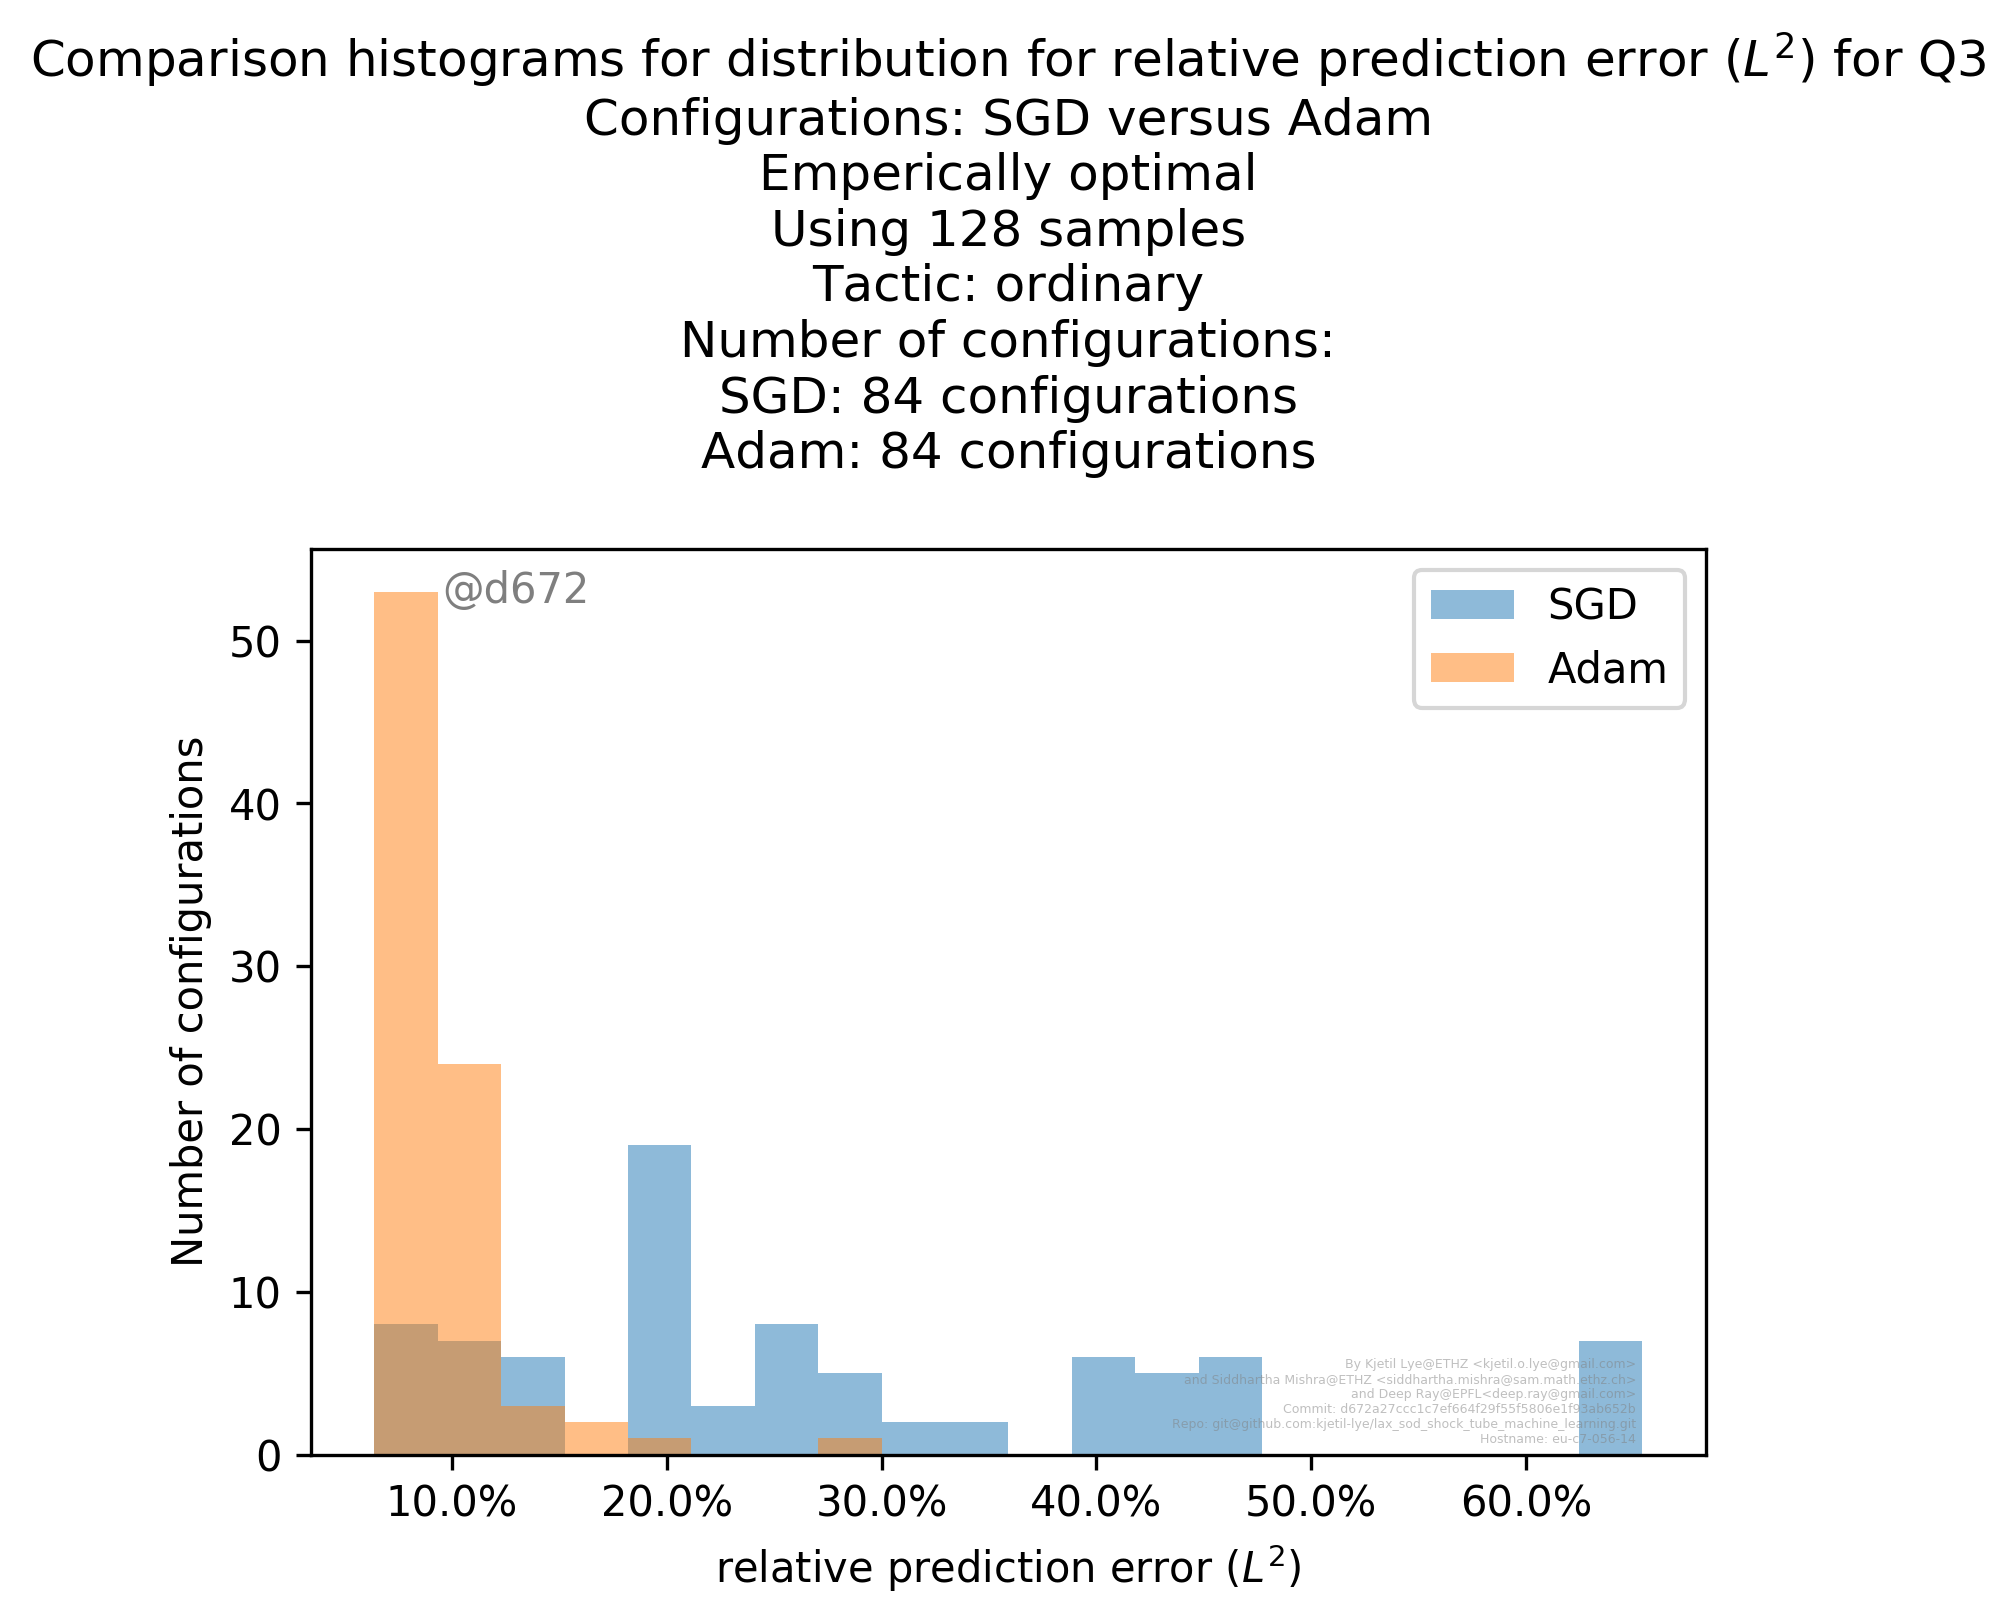 Comparison histograms for distribution for relative prediction error (L²) for Q3
Configurations: SGD versus Adam
Emperically optimal
Using 128 samples
Tactic: ordinary
Number of configurations:
SGD: 84 configurations
Adam: 84 configurations
@d672
SGD
Adam
50
40
30
20
10
0
Number of configurations
By Kjetil Lye@ETHZ <kjetil.o.lye@gmail.com>
and Siddhartha Mishra@ETHZ <siddhartha.mishra@sam.math.ethz.ch>
and Deep Ray@EPFL<deep.ray@gmail.com>
Commit: d672a27ccc1c7ef664f29f55f5806e1f93ab652b
Repo: git@github.com:kjetil-lye/lax_sod_shock_tube_machine_learning.git
Hostname: eu-c7-056-14
10.0% 20.0% 30.0% 40.0% 50.0% 60.0%
relative prediction error (L²)